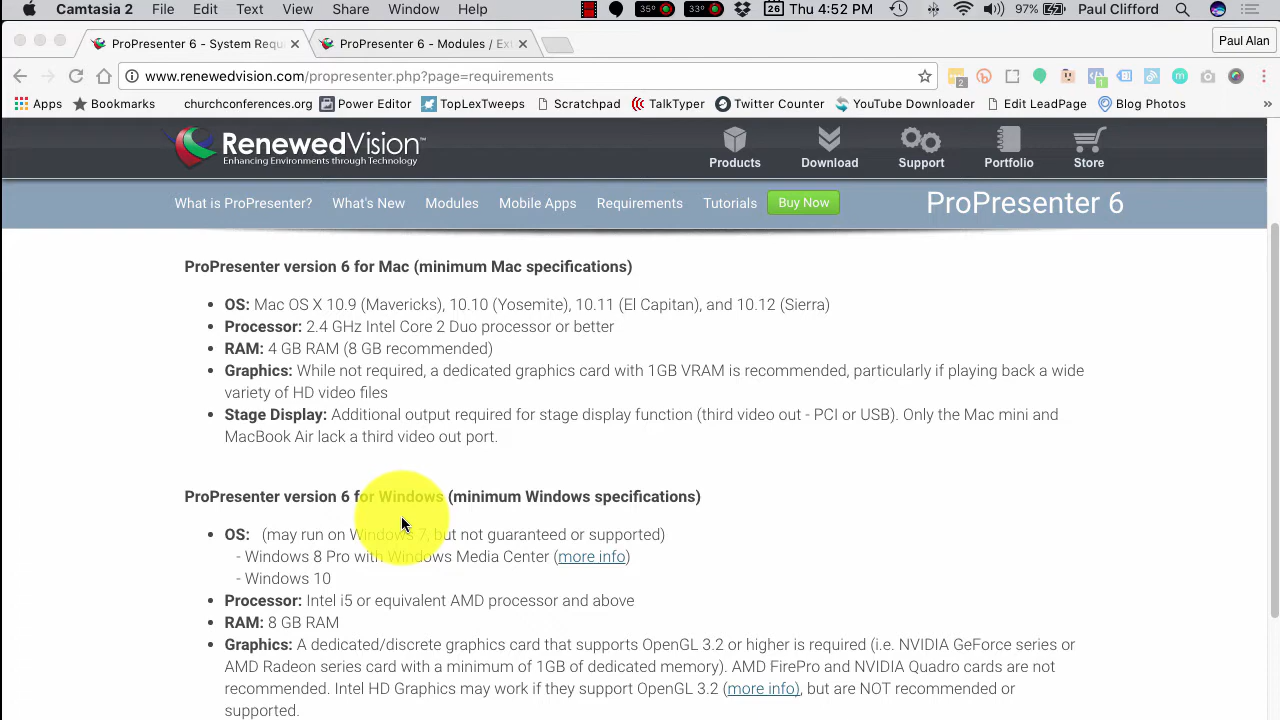 Camtasia 2 File Edit Text View Share Window Help 35° 33° 26 Thu 4:52 PM 97% Paul Clifford
ProPresenter 6 - System Requ ProPresenter 6 - Modules / Ex Paul Alan
www.renewedvision.com/propresenter.php?page=requirements
Apps Bookmarks churchconferences.org Power Editor TopLexTweeps Scratchpad TalkTyper Twitter Counter YouTube Downloader Edit LeadPage Blog Photos »
RenewedVision™
Enhancing Environments through Technology
Products Download Support Portfolio Store
What is ProPresenter? What's New Modules Mobile Apps Requirements Tutorials Buy Now ProPresenter 6
ProPresenter version 6 for Mac (minimum Mac specifications)
OS: Mac OS X 10.9 (Mavericks), 10.10 (Yosemite), 10.11 (El Capitan), and 10.12 (Sierra)
Processor: 2.4 GHz Intel Core 2 Duo processor or better
RAM: 4 GB RAM (8 GB recommended)
Graphics: While not required, a dedicated graphics card with 1GB VRAM is recommended, particularly if playing back a wide
variety of HD video files
Stage Display: Additional output required for stage display function (third video out - PCI or USB). Only the Mac mini and
MacBook Air lack a third video out port.
ProPresenter version 6 for Windows (minimum Windows specifications)
OS: (may run on Windows 7, but not guaranteed or supported)
- Windows 8 Pro with Windows Media Center (more info)
- Windows 10
Processor: Intel i5 or equivalent AMD processor and above
RAM: 8 GB RAM
Graphics: A dedicated/discrete graphics card that supports OpenGL 3.2 or higher is required (i.e. NVIDIA GeForce series or
AMD Radeon series card with a minimum of 1GB of dedicated memory). AMD FirePro and NVIDIA Quadro cards are not
recommended. Intel HD Graphics may work if they support OpenGL 3.2 (more info), but are NOT recommended or
supported.